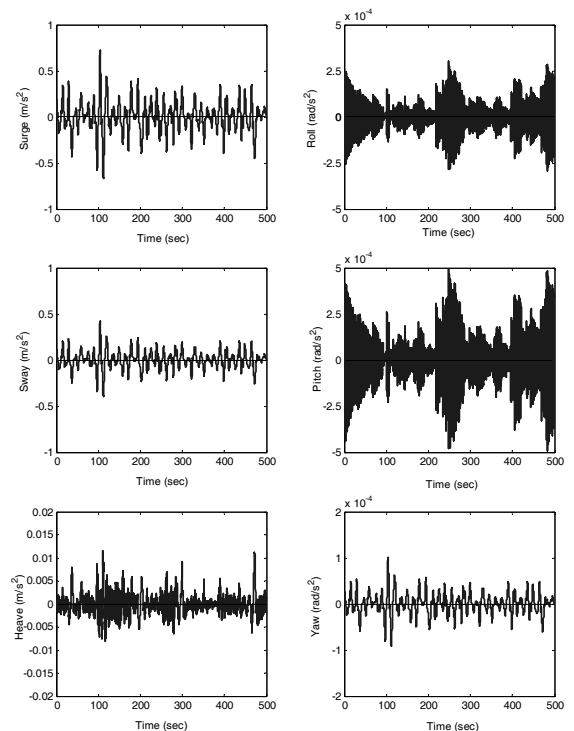 1
0.5
0
-0.5
-1
Surge (m/s²)
0 100 200 300 400 500
Time (sec)
x 10⁻⁴
5
2.5
0
-2.5
-5
Roll (rad/s²)
0 100 200 300 400 500
Time (sec)
1
0.5
0
-0.5
-1
Sway (m/s²)
0 100 200 300 400 500
Time (sec)
x 10⁻⁴
5
0
-5
Pitch (rad/s²)
0 100 200 300 400 500
Time (sec)
0.02
0.015
0.01
0.005
0
-0.005
-0.01
-0.015
-0.02
Heave (m/s²)
0 100 200 300 400 500
Time (sec)
x 10⁻⁴
2
1
0
-1
-2
Yaw (rad/s²)
0 100 200 300 400 500
Time (sec)